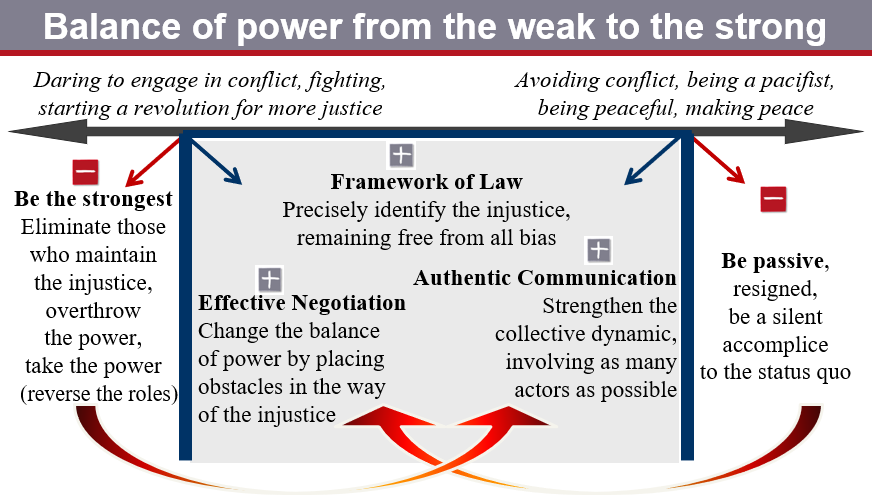 Balance of power from the weak to the strong
Daring to engage in conflict, fighting,
starting a revolution for more justice
Avoiding conflict, being a pacifist,
being peaceful, making peace
Be the strongest
Eliminate those
who maintain
the injustice,
overthrow
the power,
take the power
(reverse the roles)
Framework of Law
Precisely identify the injustice,
remaining free from all bias
Effective Negotiation
Change the balance
of power by placing
obstacles in the way
of the injustice
Authentic Communication
Strengthen the
collective dynamic,
involving as many
actors as possible
Be passive,
resigned,
be a silent
accomplice
to the status quo